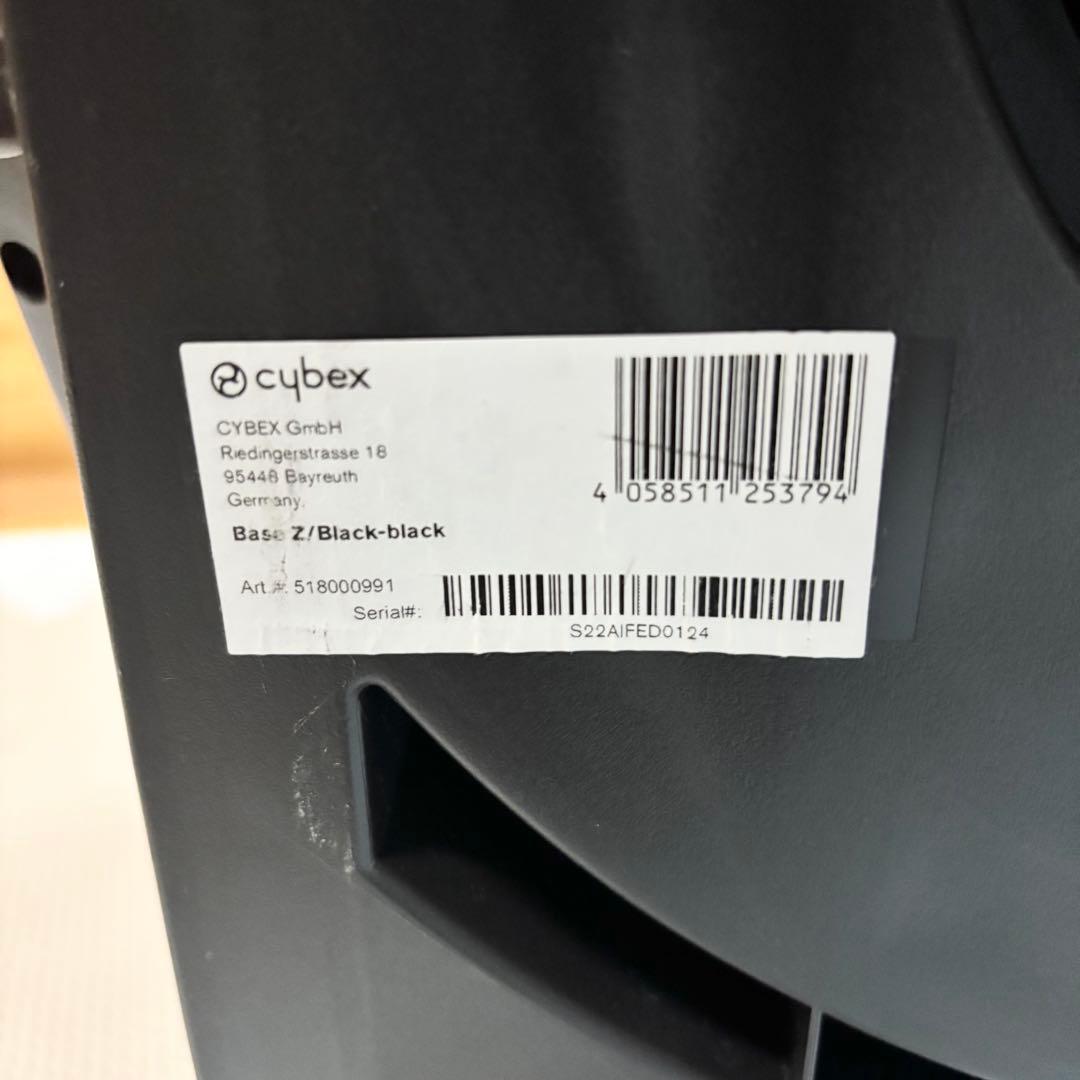 cybex
CYBEX GmbH
Riedingerstrasse 18
95448 Bayreuth
Germany.
Base Z/Black-black
Art.#: 518000991
Serial#:
4 058511 253794
S22AIFED0124